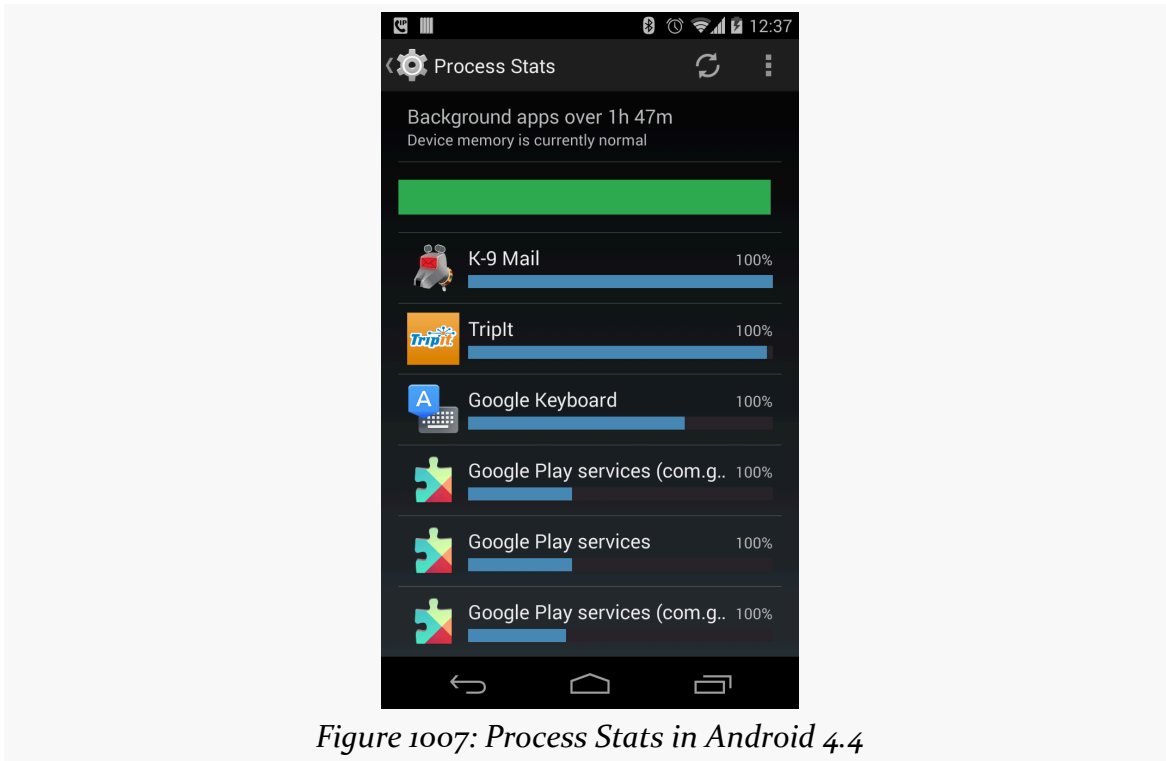 12:37
Process Stats
Background apps over 1h 47m
Device memory is currently normal
K-9 Mail 100%
TripIt 100%
TripIt
A
Google Keyboard 100%
Google Play services (com.g.. 100%
Google Play services 100%
Google Play services (com.g.. 100%
Figure 1007: Process Stats in Android 4.4